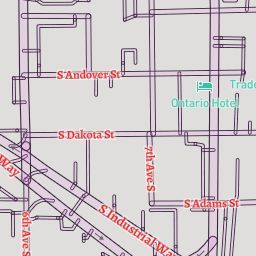 S Andover St
Trade
Ontario Hotel
S Dakota St
Way
7th Ave S
S Adams St
S Industrial Way
6th Ave S